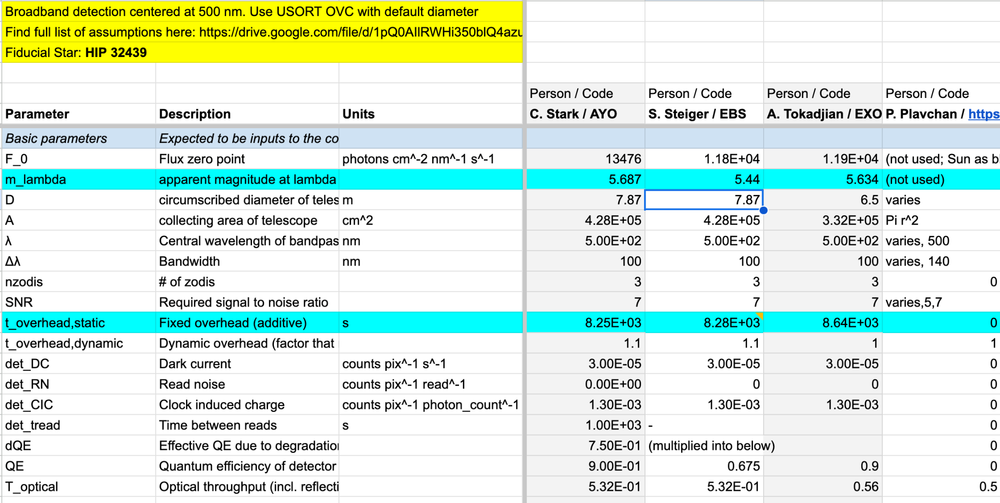 Broadband detection centered at 500 nm. Use USORT OVC with default diameter
Find full list of assumptions here: https://drive.google.com/file/d/
Fiducial Star: HIP 32439
Person / Code Person / Code Person / Code Person / Code
Parameter Description Units C. Stark / AYO S. Steiger / EBS A. Tokadjian / EXO P. Plavchan / https
Basic parameters Expected to be inputs to the co
F_0 Flux zero point photons cm^-2 nm^-1 s^-1 13476 1.18E+04 1.19E+04 (not used; Sun as bl
m_lambda apparent magnitude at lambda 5.687 5.44 5.634 (not used)
D circumscribed diameter of teles m 7.87 7.87 6.5 varies
A collecting area of telescope cm^2 4.28E+05 4.28E+05 3.32E+05 Pi r^2
λ Central wavelength of bandpas nm 5.00E+02 5.00E+02 5.00E+02 varies, 500
Δλ Bandwidth nm 100 100 100 varies, 140
nzodis # of zodis 3 3 3 0
SNR Required signal to noise ratio 7 7 7 varies,5,7
t_overhead,static Fixed overhead (additive) s 8.25E+03 8.28E+03 8.64E+03 0
t_overhead,dynamic Dynamic overhead (factor that 1.1 1.1 1 1
det_DC Dark current counts pix^-1 s^-1 3.00E-05 3.00E-05 3.00E-05 0
det_RN Read noise counts pix^-1 read^-1 0.00E+00 0 0 0
det_CIC Clock induced charge counts pix^-1 photon_count^-1 1.30E-03 1.30E-03 1.30E-03 0
det_tread Time between reads s 1.00E+03 - 0
dQE Effective QE due to degradation 7.50E-01 (multiplied into below) 0
QE Quantum efficiency of detector 9.00E-01 0.675 0.9 0
T_optical Optical throughput (incl. reflecti 5.32E-01 5.32E-01 0.56 0.5